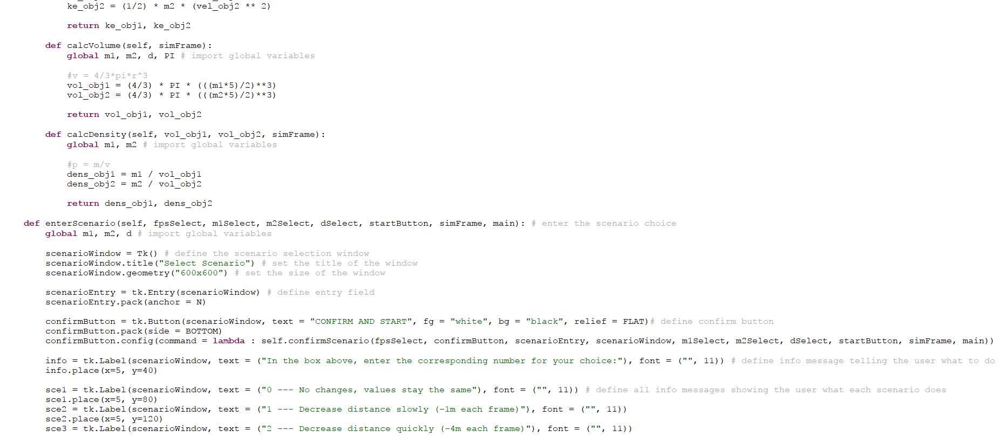 ke_obj2 = (1/2) * m2 * (vel_obj2 ** 2)
return ke_obj1, ke_obj2
def calcVolume(self, simFrame):
global m1, m2, d, PI # import global variables
#v = 4/3*pi*r^3
vol_obj1 = (4/3) * PI * (((m1*5)/2)**3)
vol_obj2 = (4/3) * PI * (((m2*5)/2)**3)
return vol_obj1, vol_obj2
def calcDensity(self, vol_obj1, vol_obj2, simFrame):
global m1, m2 # import global variables
#p = m/v
dens_obj1 = m1 / vol_obj1
dens_obj2 = m2 / vol_obj2
return dens_obj1, dens_obj2
def enterScenario(self, fpsSelect, m1Select, m2Select, dSelect, startButton, simFrame, main): # enter the scenario choice
global m1, m2, d # import global variables
scenarioWindow = Tk() # define the scenario selection window
scenarioWindow.title("Select Scenario") # set the title of the window
scenarioWindow.geometry("600x600") # set the size of the window
scenarioEntry = tk.Entry(scenarioWindow) # define entry field
scenarioEntry.pack(anchor = N)
confirmButton = tk.Button(scenarioWindow, text = "CONFIRM AND START", fg = "white", bg = "black", relief = FLAT)# define confirm button
confirmButton.pack(side = BOTTOM)
confirmButton.config(command = lambda : self.confirmScenario(fpsSelect, confirmButton, scenarioEntry, scenarioWindow, m1Select, m2Select, dSelect, startButton, simFrame, main))
info = tk.Label(scenarioWindow, text = ("In the box above, enter the corresponding number for your choice:"), font = ("", 11)) # define info message telling the user what to do
info.place(x=5, y=40)
sce1 = tk.Label(scenarioWindow, text = ("0 --- No changes, values stay the same"), font = ("", 11)) # define all info messages showing the user what each scenario does
sce1.place(x=5, y=80)
sce2 = tk.Label(scenarioWindow, text = ("1 --- Decrease distance slowly (-1m each frame)"), font = ("", 11))
sce2.place(x=5, y=120)
sce3 = tk.Label(scenarioWindow, text = ("2 --- Decrease distance quickly (-4m each frame)"), font = ("", 11))